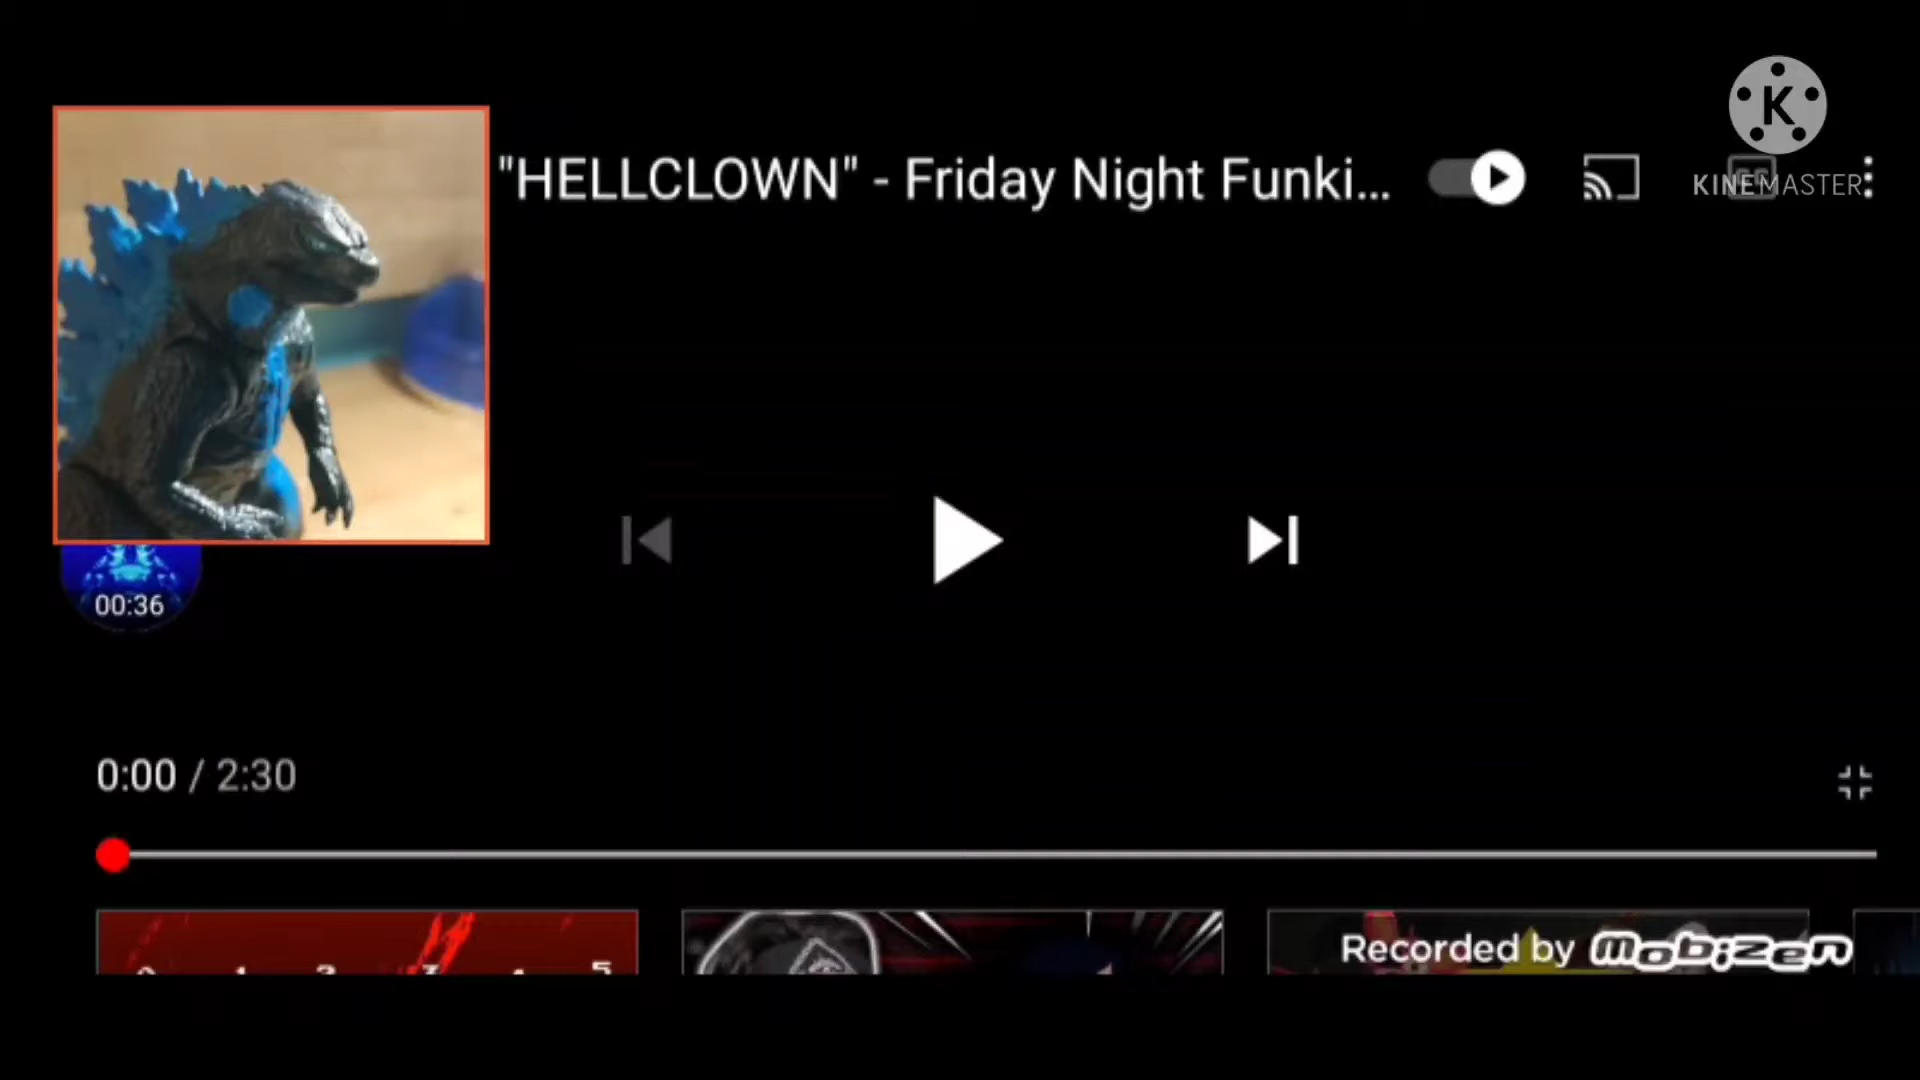 "HELLCLOWN" - Friday Night Funki...
K
KINEMASTER
00:36
0:00 / 2:30
Recorded by mobizen